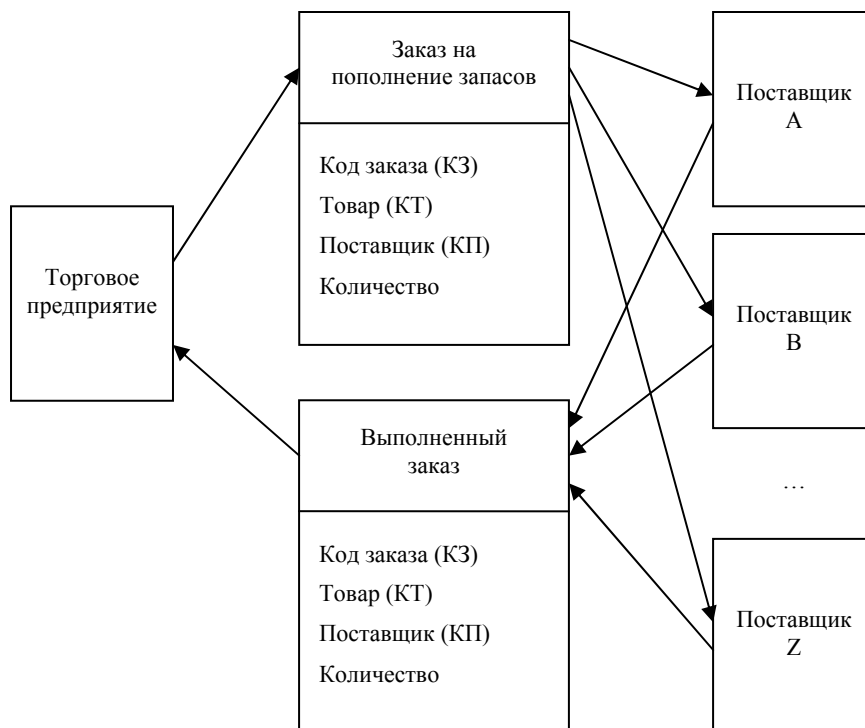 Торговое
предприятие
Заказ на
пополнение запасов
Код заказа (КЗ)
Товар (КТ)
Поставщик (КП)
Количество
Выполненный
заказ
Код заказа (КЗ)
Товар (КТ)
Поставщик (КП)
Количество
Поставщик
A
Поставщик
B
…
Поставщик
Z